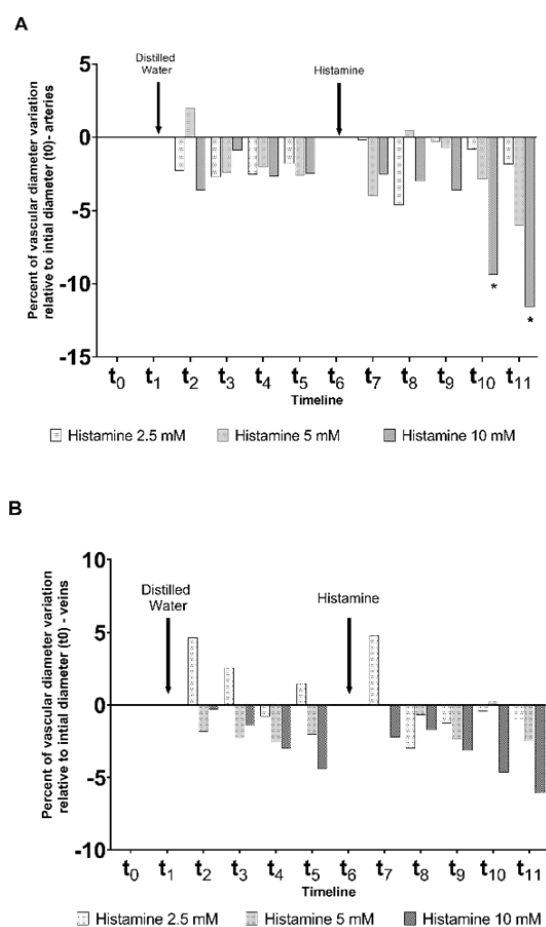 A
Percent of vascular diameter variation
relative to intial diameter (t0)- arteries
Distilled
Water
Histamine
5
0
-5
-10
-15
*
*
t0 t1 t2 t3 t4 t5 t6 t7 t8 t9 t10 t11
Timeline
Histamine 2.5 mM Histamine 5 mM Histamine 10 mM
B
Percent of vascular diameter variation
relative to intial diameter (t0) - veins
Distilled
Water
Histamine
10
5
0
-5
-10
t0 t1 t2 t3 t4 t5 t6 t7 t8 t9 t10 t11
Timeline
Histamine 2.5 mM Histamine 5 mM Histamine 10 mM